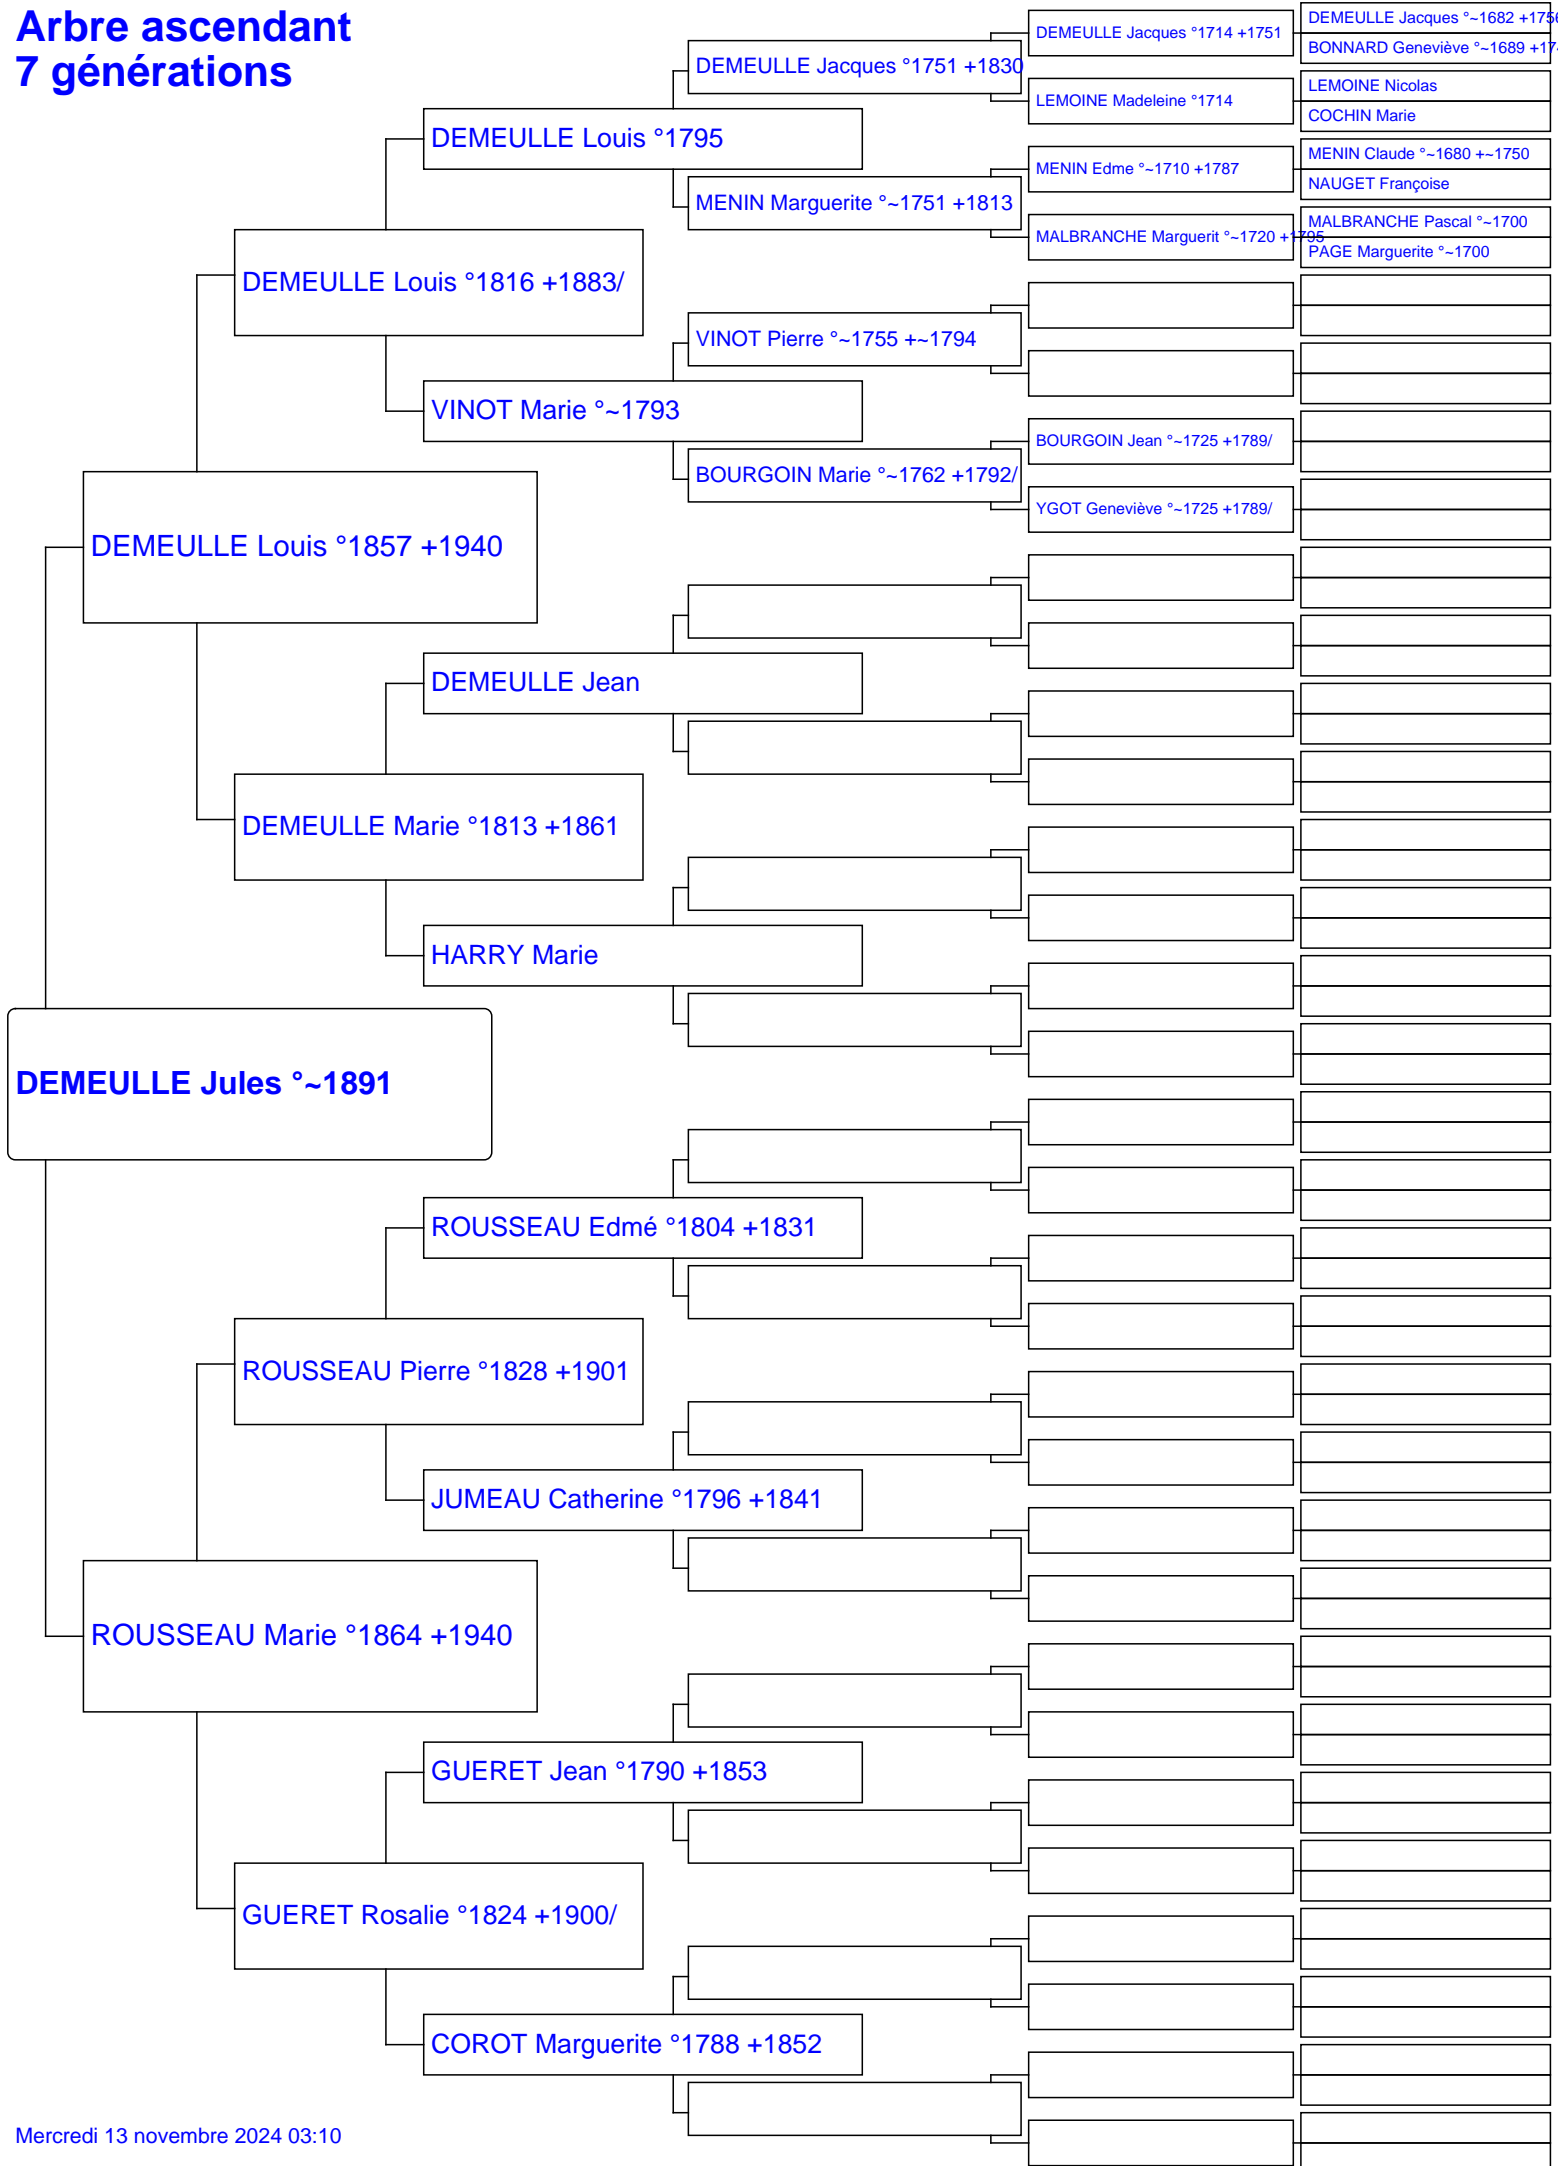 Arbre ascendant
7 générations
DEMEULLE Jacques °~1682 +1756
DEMEULLE Jacques °1714 +1751
BONNARD Geneviève °~1689 +174
DEMEULLE Jacques °1751 +1830
LEMOINE Nicolas
LEMOINE Madeleine °1714
COCHIN Marie
DEMEULLE Louis °1795
MENIN Claude °~1680 +~1750
MENIN Edme °~1710 +1787
NAUGET Françoise
MENIN Marguerite °~1751 +1813
MALBRANCHE Pascal °~1700
MALBRANCHE Marguerit °~1720 +1795
PAGE Marguerite °~1700
DEMEULLE Louis °1816 +1883/
VINOT Pierre °~1755 +~1794
VINOT Marie °~1793
BOURGOIN Jean °~1725 +1789/
BOURGOIN Marie °~1762 +1792/
YGOT Geneviève °~1725 +1789/
DEMEULLE Louis °1857 +1940
DEMEULLE Jean
DEMEULLE Marie °1813 +1861
HARRY Marie
DEMEULLE Jules °~1891
ROUSSEAU Edmé °1804 +1831
ROUSSEAU Pierre °1828 +1901
JUMEAU Catherine °1796 +1841
ROUSSEAU Marie °1864 +1940
GUERET Jean °1790 +1853
GUERET Rosalie °1824 +1900/
COROT Marguerite °1788 +1852
Mercredi 13 novembre 2024 03:10